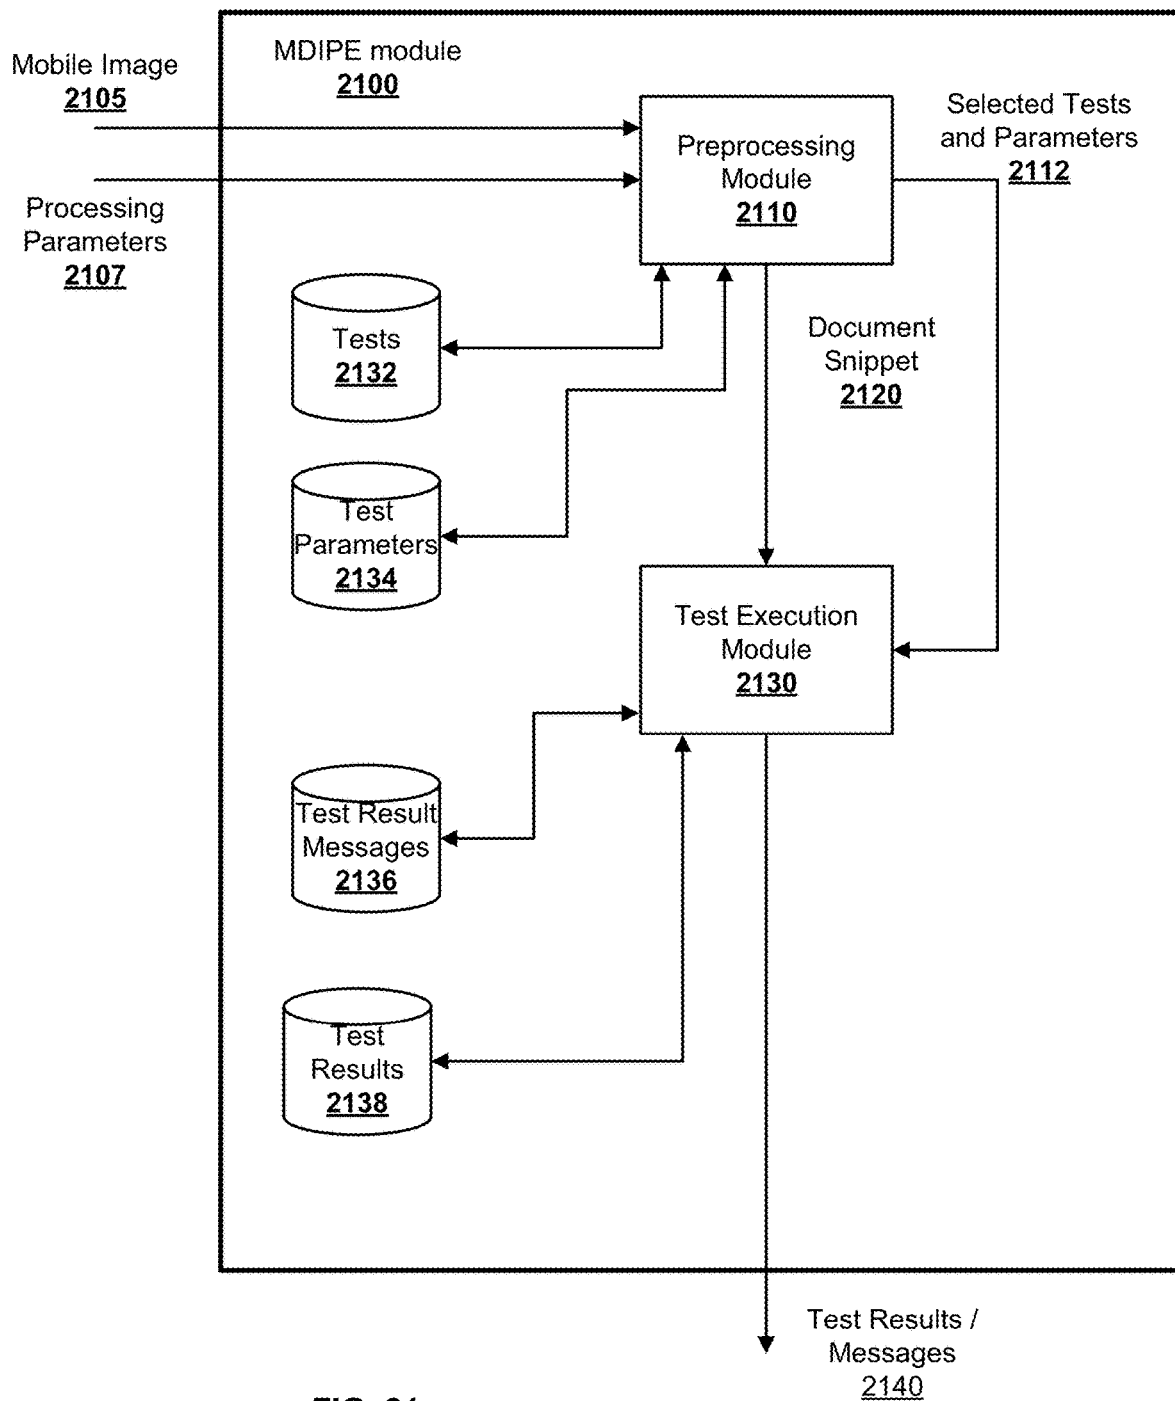 Mobile Image
2105
MDIPE module
2100
Selected Tests
and Parameters
2112
Preprocessing
Module
2110
Processing
Parameters
2107
Tests
2132
Document
Snippet
2120
Test
Parameters
2134
Test Execution
Module
2130
Test Result
Messages
2136
Test
Results
2138
Test Results /
Messages
2140